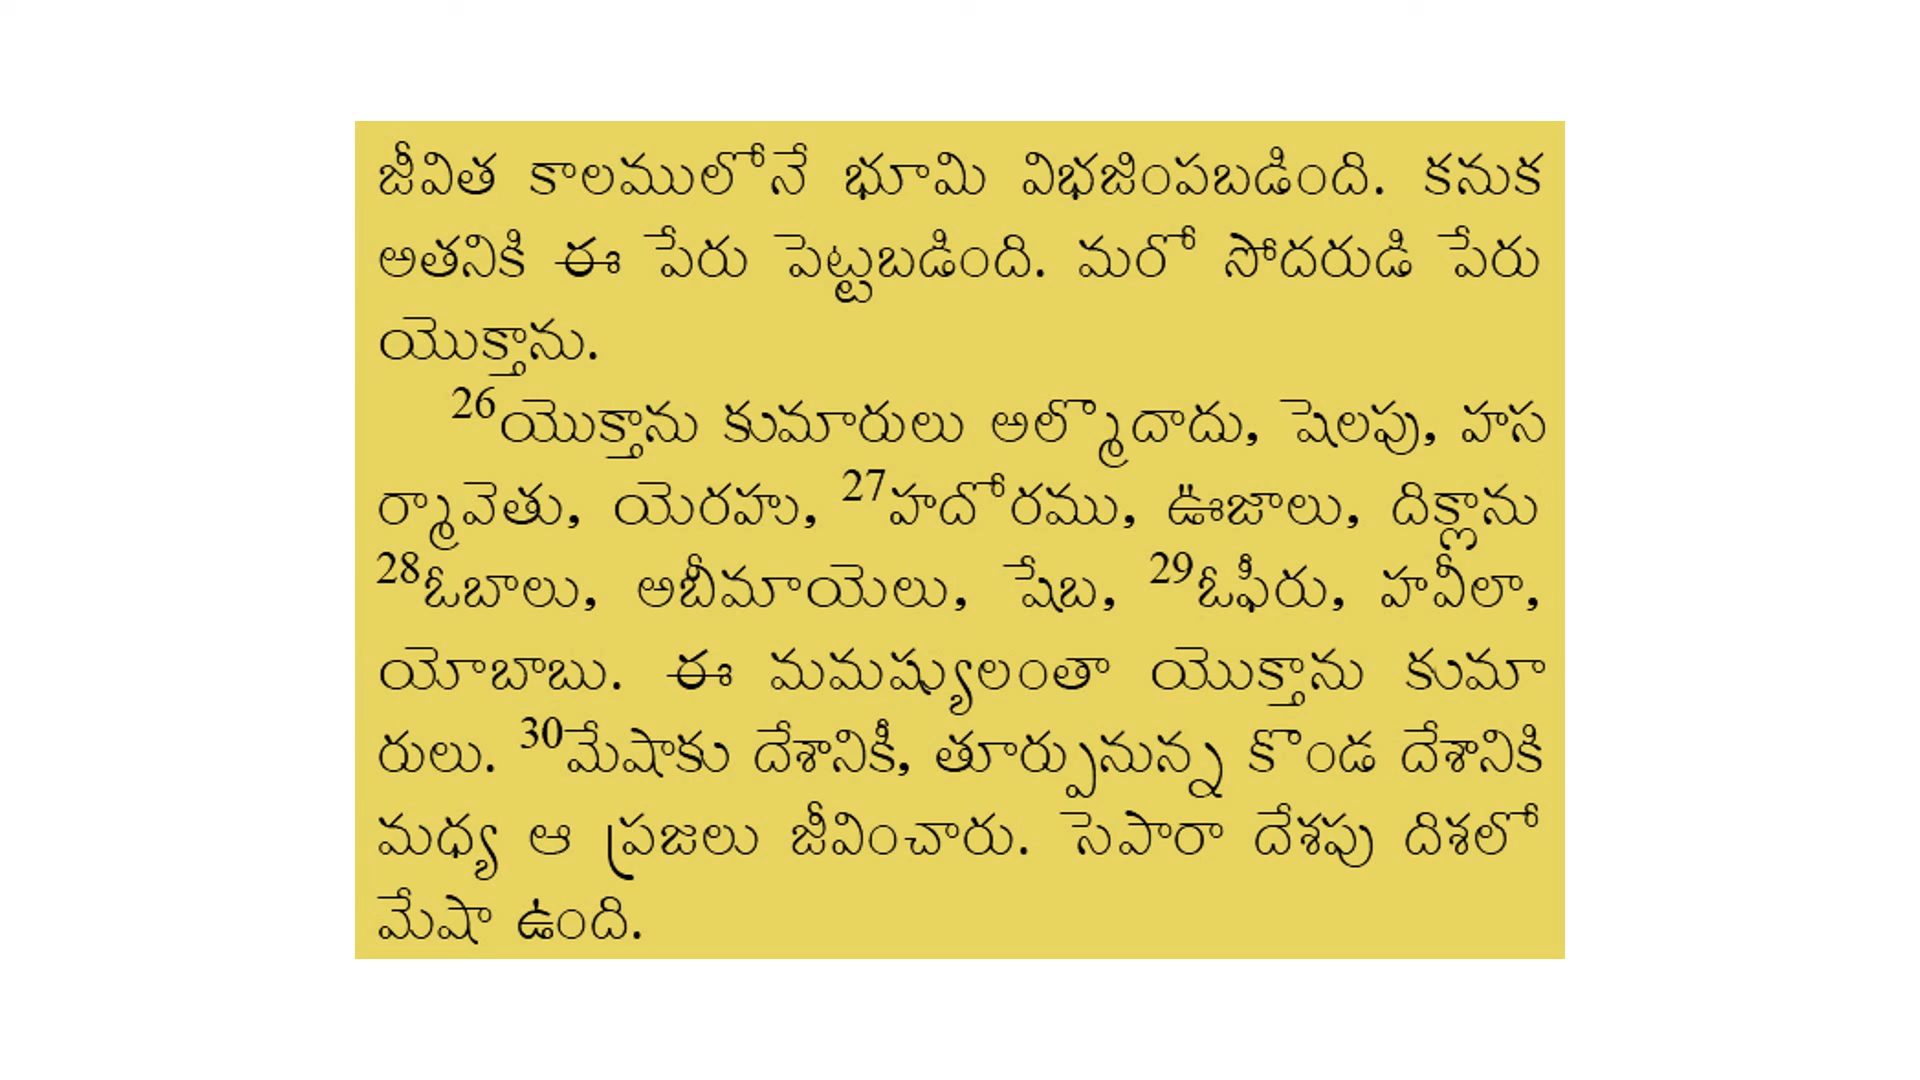 జీవిత కాలములోనే భూమి విభజింపబడింది. కనుక
అతనికి ఈ పేరు పెట్టబడింది. మరో సోదరుడి పేరు
యొక్తాను.
26యొక్తాను కుమారులు అల్మొదాదు, షెలపు, హస
ర్మావెతు, యెరహు, 27హదోరము, ఊజాలు, దిక్లాను
28ఓబాలు, అబీమాయెలు, షేబ, 29ఓఫీరు, హవీలా,
యోబాబు. ఈ మమష్యులంతా యొక్తాను కుమా
రులు. 30మేషాకు దేశానికీ, తూర్పునున్న కొండ దేశానికి
మధ్య ఆ ప్రజలు జీవించారు. సెపారా దేశపు దిశలో
మేషా ఉంది.